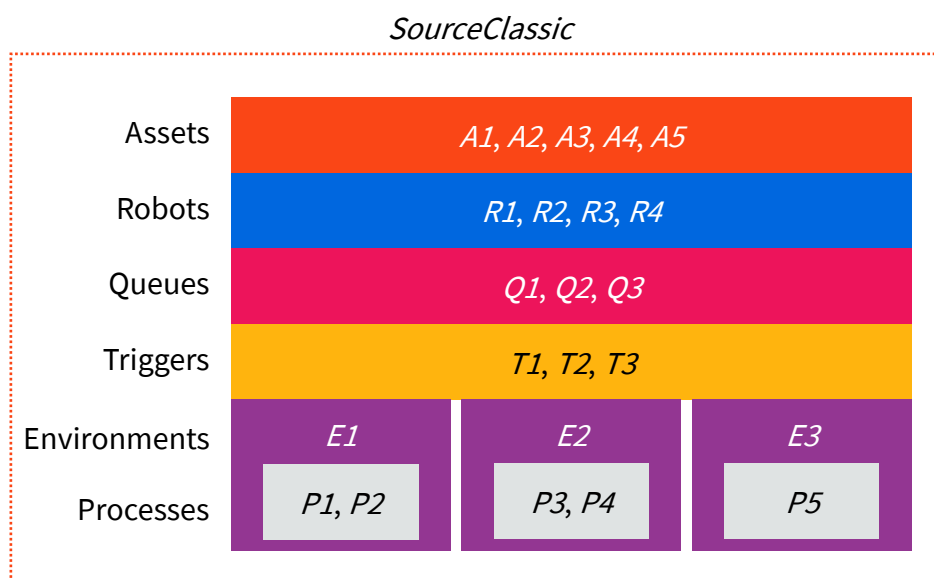 SourceClassic
Assets A1, A2, A3, A4, A5
Robots R1, R2, R3, R4
Queues Q1, Q2, Q3
Triggers T1, T2, T3
Environments E1 E2 E3
Processes P1, P2 P3, P4 P5